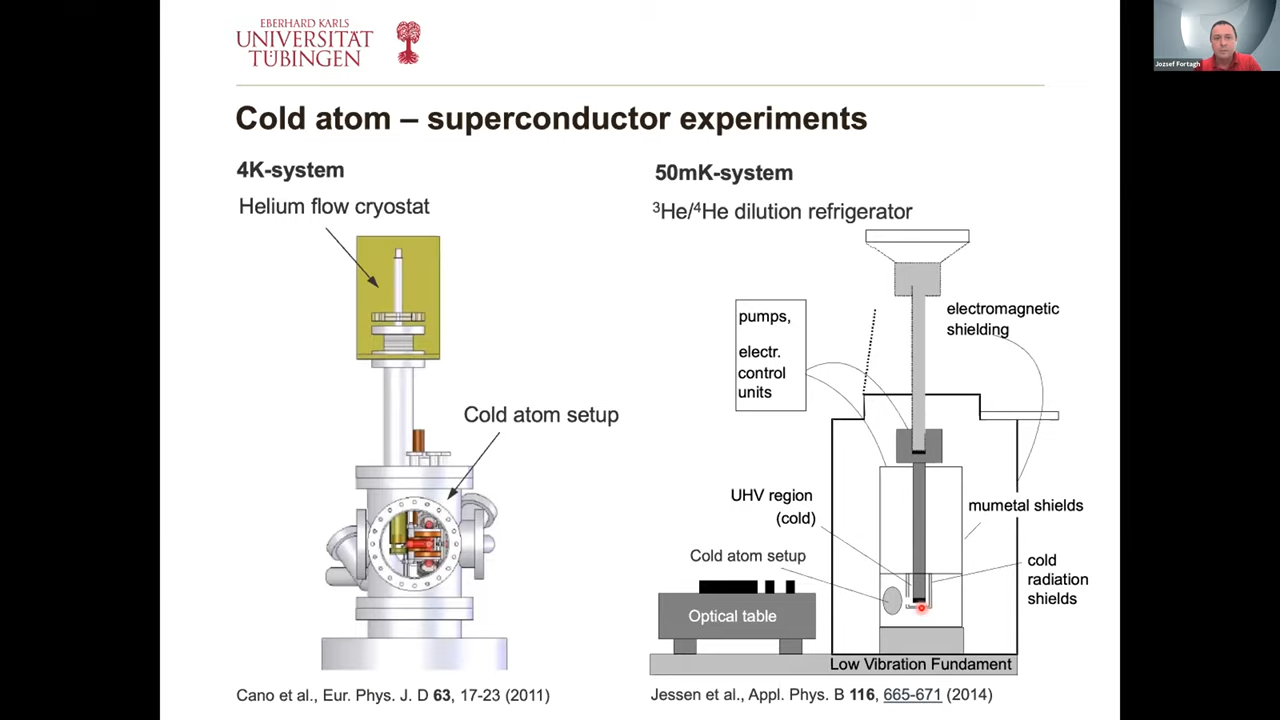 EBERHARD KARLS
UNIVERSITÄT
TÜBINGEN
Jozsef Fortagh
Cold atom – superconductor experiments
4K-system
Helium flow cryostat
Cold atom setup
Cano et al., Eur. Phys. J. D 63, 17-23 (2011)
50mK-system
³He/⁴He dilution refrigerator
pumps,
electr.
control
units
electromagnetic
shielding
UHV region
(cold)
mumetal shields
Cold atom setup
cold
radiation
shields
Optical table
Low Vibration Fundament
Jessen et al., Appl. Phys. B 116, 665-671 (2014)